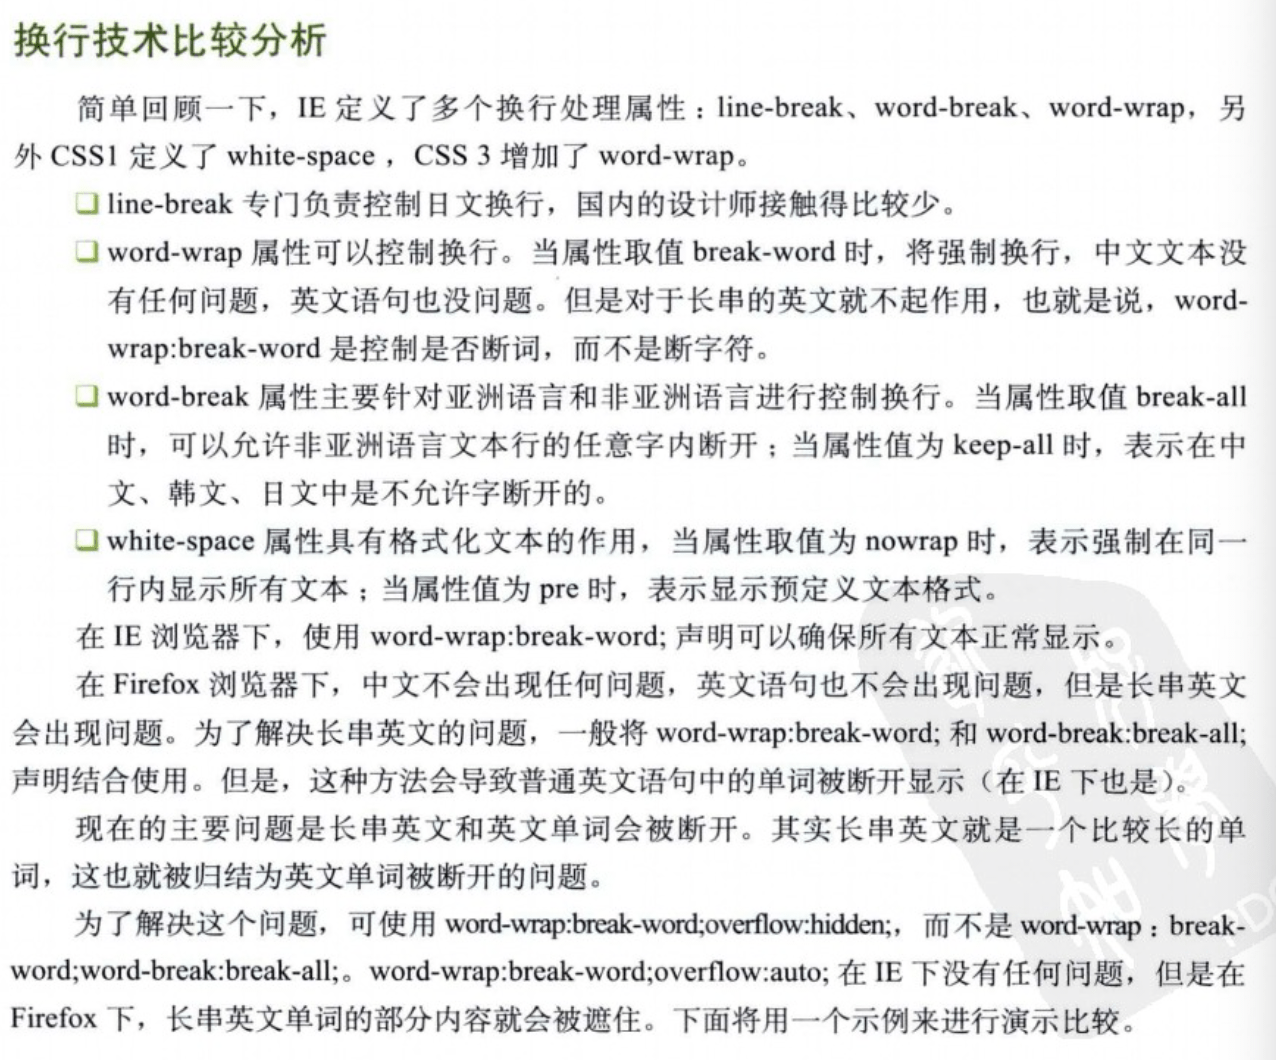 换行技术比较分析
简单回顾一下，IE 定义了多个换行处理属性：line-break、word-break、word-wrap，另
外 CSS1 定义了 white-space ，CSS 3 增加了 word-wrap。
❑ line-break 专门负责控制日文换行，国内的设计师接触得比较少。
❑ word-wrap 属性可以控制换行。当属性取值 break-word 时，将强制换行，中文文本没
有任何问题，英文语句也没问题。但是对于长串的英文就不起作用，也就是说，word-
wrap:break-word 是控制是否断词，而不是断字符。
❑ word-break 属性主要针对亚洲语言和非亚洲语言进行控制换行。当属性取值 break-all
时，可以允许非亚洲语言文本行的任意字内断开；当属性值为 keep-all 时，表示在中
文、韩文、日文中是不允许字断开的。
❑ white-space 属性具有格式化文本的作用，当属性取值为 nowrap 时，表示强制在同一
行内显示所有文本；当属性值为 pre 时，表示显示预定义文本格式。
在 IE 浏览器下，使用 word-wrap:break-word; 声明可以确保所有文本正常显示。
在 Firefox 浏览器下，中文不会出现任何问题，英文语句也不会出现问题，但是长串英文
会出现问题。为了解决长串英文的问题，一般将 word-wrap:break-word; 和 word-break:break-all;
声明结合使用。但是，这种方法会导致普通英文语句中的单词被断开显示（在 IE 下也是）。
现在的主要问题是长串英文和英文单词会被断开。其实长串英文就是一个比较长的单
词，这也就被归结为英文单词被断开的问题。
为了解决这个问题，可使用 word-wrap:break-word;overflow:hidden;，而不是 word-wrap：break-
word;word-break:break-all;。word-wrap:break-word;overflow:auto; 在 IE 下没有任何问题，但是在
Firefox 下，长串英文单词的部分内容就会被遮住。下面将用一个示例来进行演示比较。